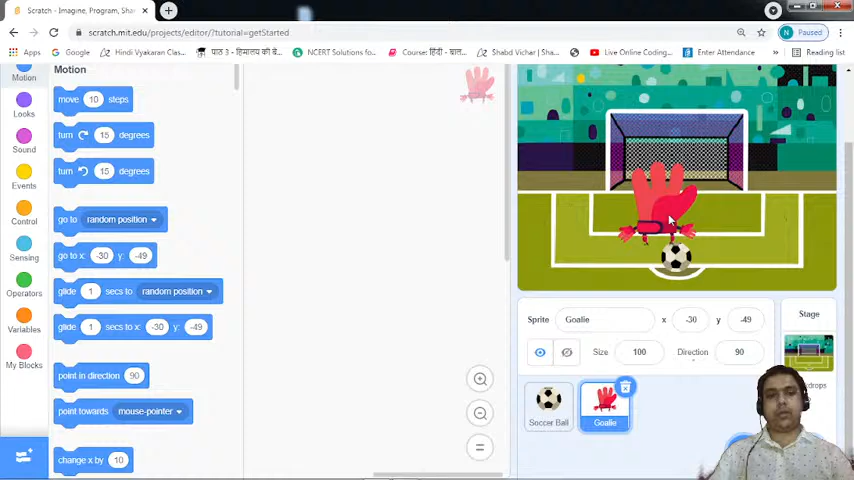 Scratch - Imagine, Program, Sha
N Paused
scratch.mit.edu/projects/editor/?tutorial=getStarted
Apps Google Hindi Vyakaran Clas पाठ 3 - हिमालय की बे NCERT Solutions fo Course: हिंदी - बाल Shabd Vichar(श Live Online Coding Enter Attendance Reading list
Motion
Motion
move 10 steps
Looks
turn 15 degrees
Sound
turn 15 degrees
Events
Control
go to random position
Sensing
go to x: -30 y: -49
Operators
glide 1 secs to random position
Variables
glide 1 secs to x: -30 y: -49
My Blocks
point in direction 90
point towards mouse-pointer
change x by 10
Sprite Goalie x -30 y -49
Size 100 Direction 90
Stage
drops
Soccer Ball Goalie